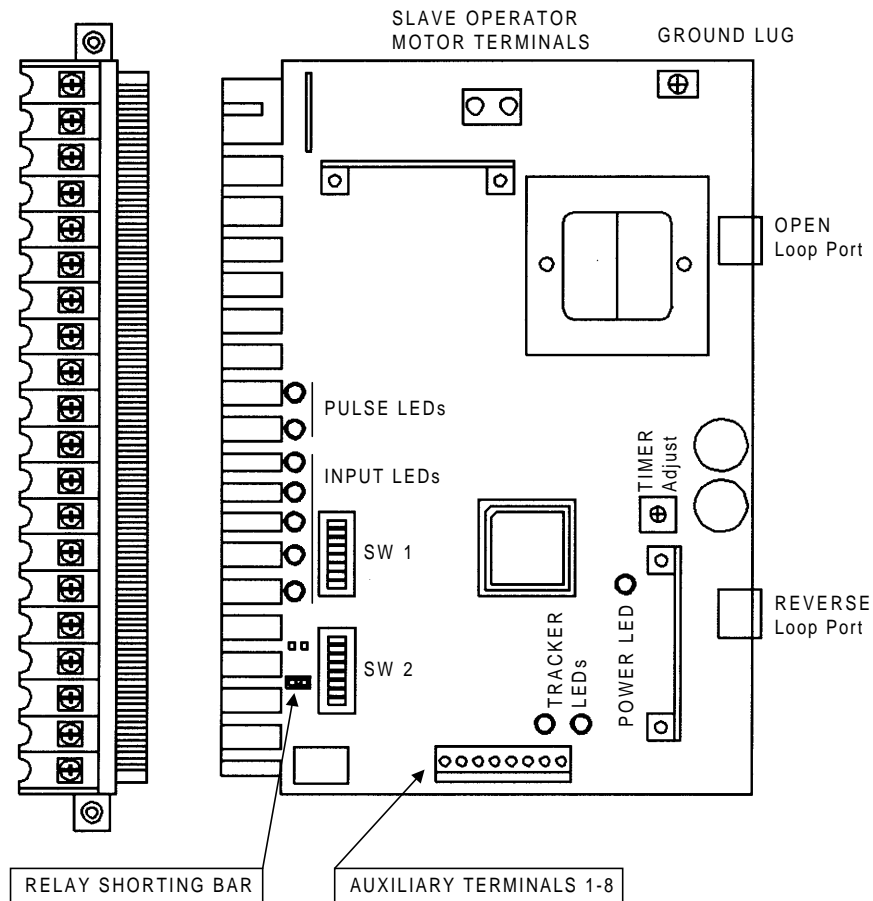 SLAVE OPERATOR
MOTOR TERMINALS
GROUND LUG
OPEN
Loop Port
PULSE LEDs
INPUT LEDs
TIMER
Adjust
SW 1
REVERSE
Loop Port
SW 2
TRACKER
LEDs
POWER LED
RELAY SHORTING BAR
AUXILIARY TERMINALS 1-8